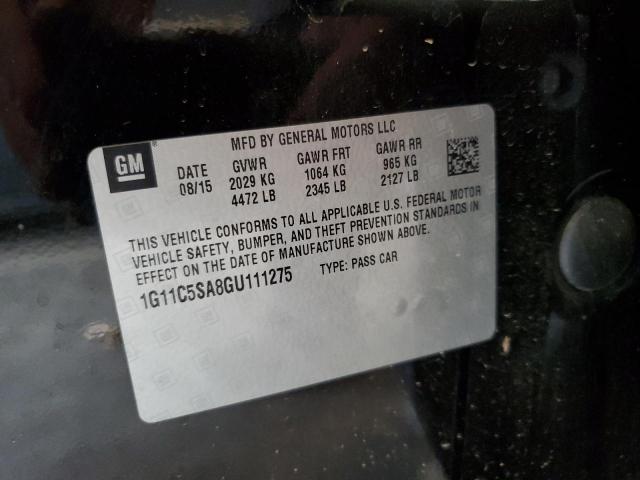 MFD BY GENERAL MOTORS LLC
GM
DATE GVWR GAWR FRT GAWR RR
08/15 2029 KG 1064 KG 965 KG
4472 LB 2345 LB 2127 LB
THIS VEHICLE CONFORMS TO ALL APPLICABLE U.S. FEDERAL MOTOR
VEHICLE SAFETY, BUMPER, AND THEFT PREVENTION STANDARDS IN
EFFECT ON THE DATE OF MANUFACTURE SHOWN ABOVE.
1G11C5SA8GU111275 TYPE: PASS CAR